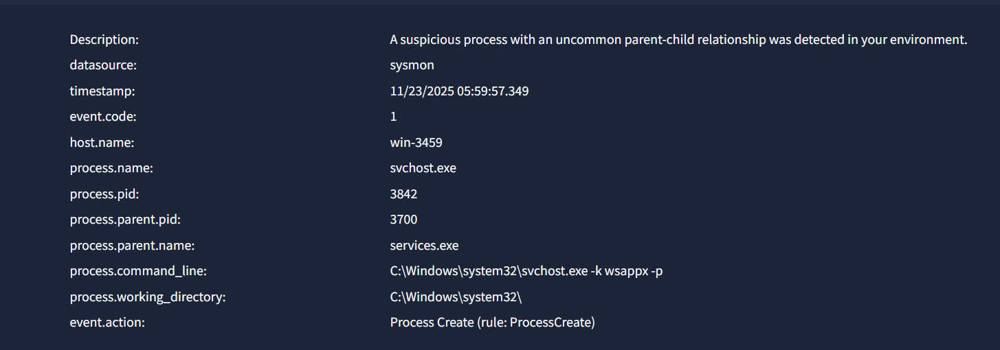 Description: A suspicious process with an uncommon parent-child relationship was detected in your environment.
datasource: sysmon
timestamp: 11/23/2025 05:59:57.349
event.code: 1
host.name: win-3459
process.name: svchost.exe
process.pid: 3842
process.parent.pid: 3700
process.parent.name: services.exe
process.command_line: C:\Windows\system32\svchost.exe -k wsappx -p
process.working_directory: C:\Windows\system32\
event.action: Process Create (rule: ProcessCreate)